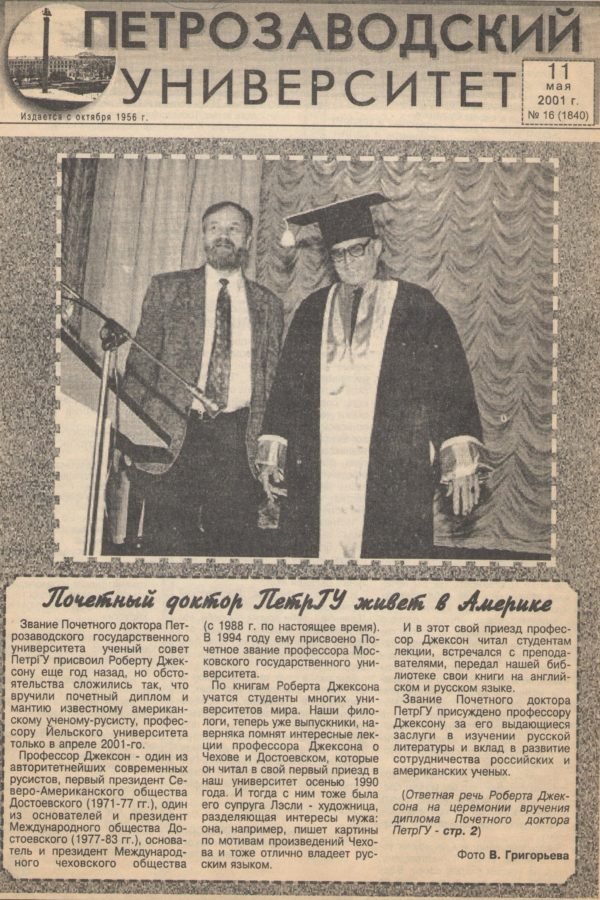 ПЕТРОЗАВОДСКИЙ
УНИВЕРСИТЕТ
Издается с октября 1956 г.
11
мая
2001 г.
№ 16 (1840)
Почетный доктор ПетрГУ живет в Америке
Звание Почетного доктора Пет-
розаводского государственного
университета ученый совет
ПетрГУ присвоил Роберту Джек-
сону еще год назад, но обсто-
ятельства сложились так, что
вручили почетный диплом и
мантию известному американ-
скому ученому-русисту, профес-
сору Йельского университета
только в апреле 2001-го.
Профессор Джексон - один из
авторитетнейших современных
русистов, первый президент Се-
веро-Американского общества
Достоевского (1971-77 гг.), один
из основателей и президент
Международного общества До-
стоевского (1977-83 гг.), основа-
тель и президент Международ-
ного чеховского общества
(с 1988 г. по настоящее время).
В 1994 году ему присвоено По-
четное звание профессора Мос-
ковского государственного уни-
верситета.
По книгам Роберта Джексона
учатся студенты многих уни-
верситетов мира. Наши филоло-
ги, теперь уже выпускники, на-
верняка помнят интересные лек-
ции профессора Джексона о
Чехове и Достоевском, которые
он читал в свой первый приезд в
наш университет осенью 1990
года. И тогда с ним тоже была
его супруга Лэсли - художница,
разделяющая интересы мужа:
она, например, пишет картины
по мотивам произведений Чехо-
ва и тоже отлично владеет рус-
ским языком.
И в этот свой приезд профес-
сор Джексон читал студентам
лекции, встречался с препода-
вателями, передал нашей биб-
лиотеке свои книги на англий-
ском и русском языке.
Звание Почетного доктора
ПетрГУ присуждено профессору
Джексону за его выдающиеся
заслуги в изучении русской
литературы и вклад в развитие
сотрудничества российских и
американских ученых.
(Ответная речь Роберта Джек-
сона на церемонии вручения
диплома Почетного доктора
ПетрГУ - стр. 2)
Фото В. Григорьева